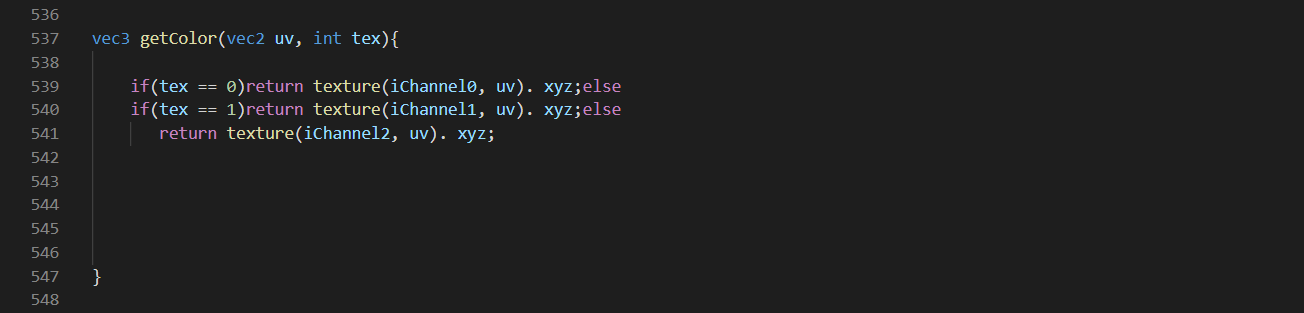 536
537 vec3 getColor(vec2 uv, int tex){
538
539 if(tex == 0)return texture(iChannel0, uv). xyz;else
540 if(tex == 1)return texture(iChannel1, uv). xyz;else
541 return texture(iChannel2, uv). xyz;
542
543
544
545
546
547 }
548